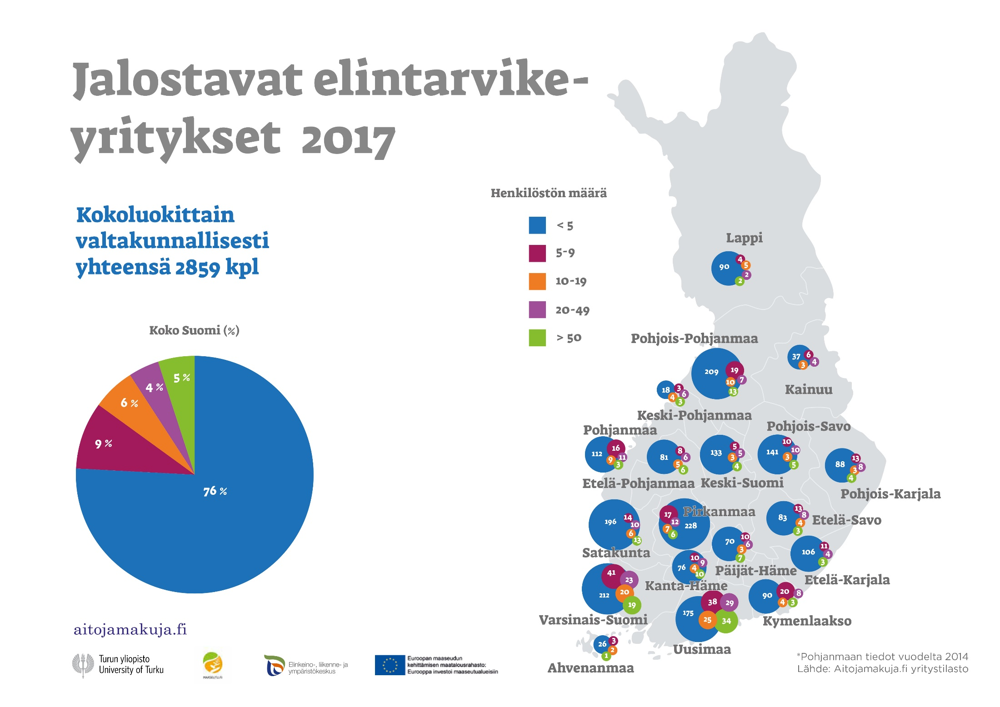 Jalostavat elintarvike-
yritykset 2017
Kokoluokittain
valtakunnallisesti
yhteensä 2859 kpl
Koko Suomi (%)
5 %
4 %
6 %
9 %
76 %
Henkilöstön määrä
< 5
5-9
10-19
20-49
> 50
Lappi
90 4 5 2 2
Pohjois-Pohjanmaa
209 19 10 7 13
37 6 3 4
Kainuu
18 3 4 6 3
Keski-Pohjanmaa
Pohjanmaa
112 16 9 11 3
81 8 5 6 6
Etelä-Pohjanmaa
133 5 3 5 4
Keski-Suomi
Pohjois-Savo
141 10 3 10 5
88 13 3 8 4
Pohjois-Karjala
196 14 6 10 13
Satakunta
Pirkanmaa
228 17 7 12 6
83 13 4 8 3
Etelä-Savo
70 10 3 6 7
Päijät-Häme
106 11 4 3
Etelä-Karjala
76 10 4 9 10
Kanta-Häme
212 41 20 23 19
Varsinais-Suomi
175 38 25 29 34
Uusimaa
90 20 4 8 3
Kymenlaakso
26 3 2 1
Ahvenanmaa
aitojamakuja.fi
Turun yliopisto
University of Turku
MAASEUTU.FI
Elinkeino-, liikenne- ja
ympäristökeskus
Euroopan maaseudun
kehittämisen maatalousrahasto:
Eurooppa investoi maaseutualueisiin
*Pohjanmaan tiedot vuodelta 2014
Lähde: Aitojamakuja.fi yritystilasto